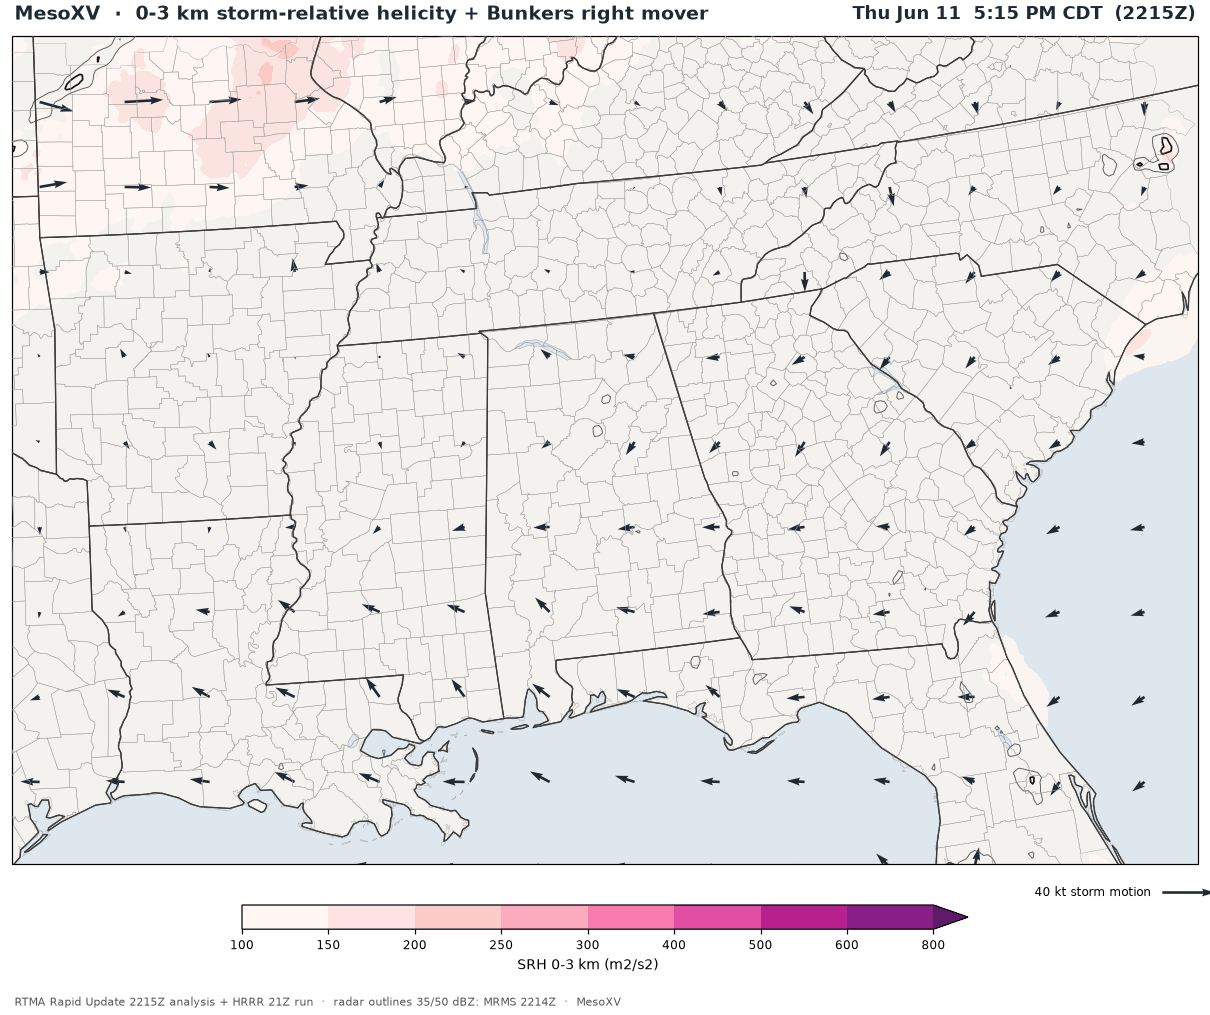 MesoXV · 0-3 km storm-relative helicity + Bunkers right mover
Thu Jun 11 5:15 PM CDT (2215Z)
40 kt storm motion
100 150 200 250 300 400 500 600 800
SRH 0-3 km (m2/s2)
RTMA Rapid Update 2215Z analysis + HRRR 21Z run · radar outlines 35/50 dBZ: MRMS 2214Z · MesoXV